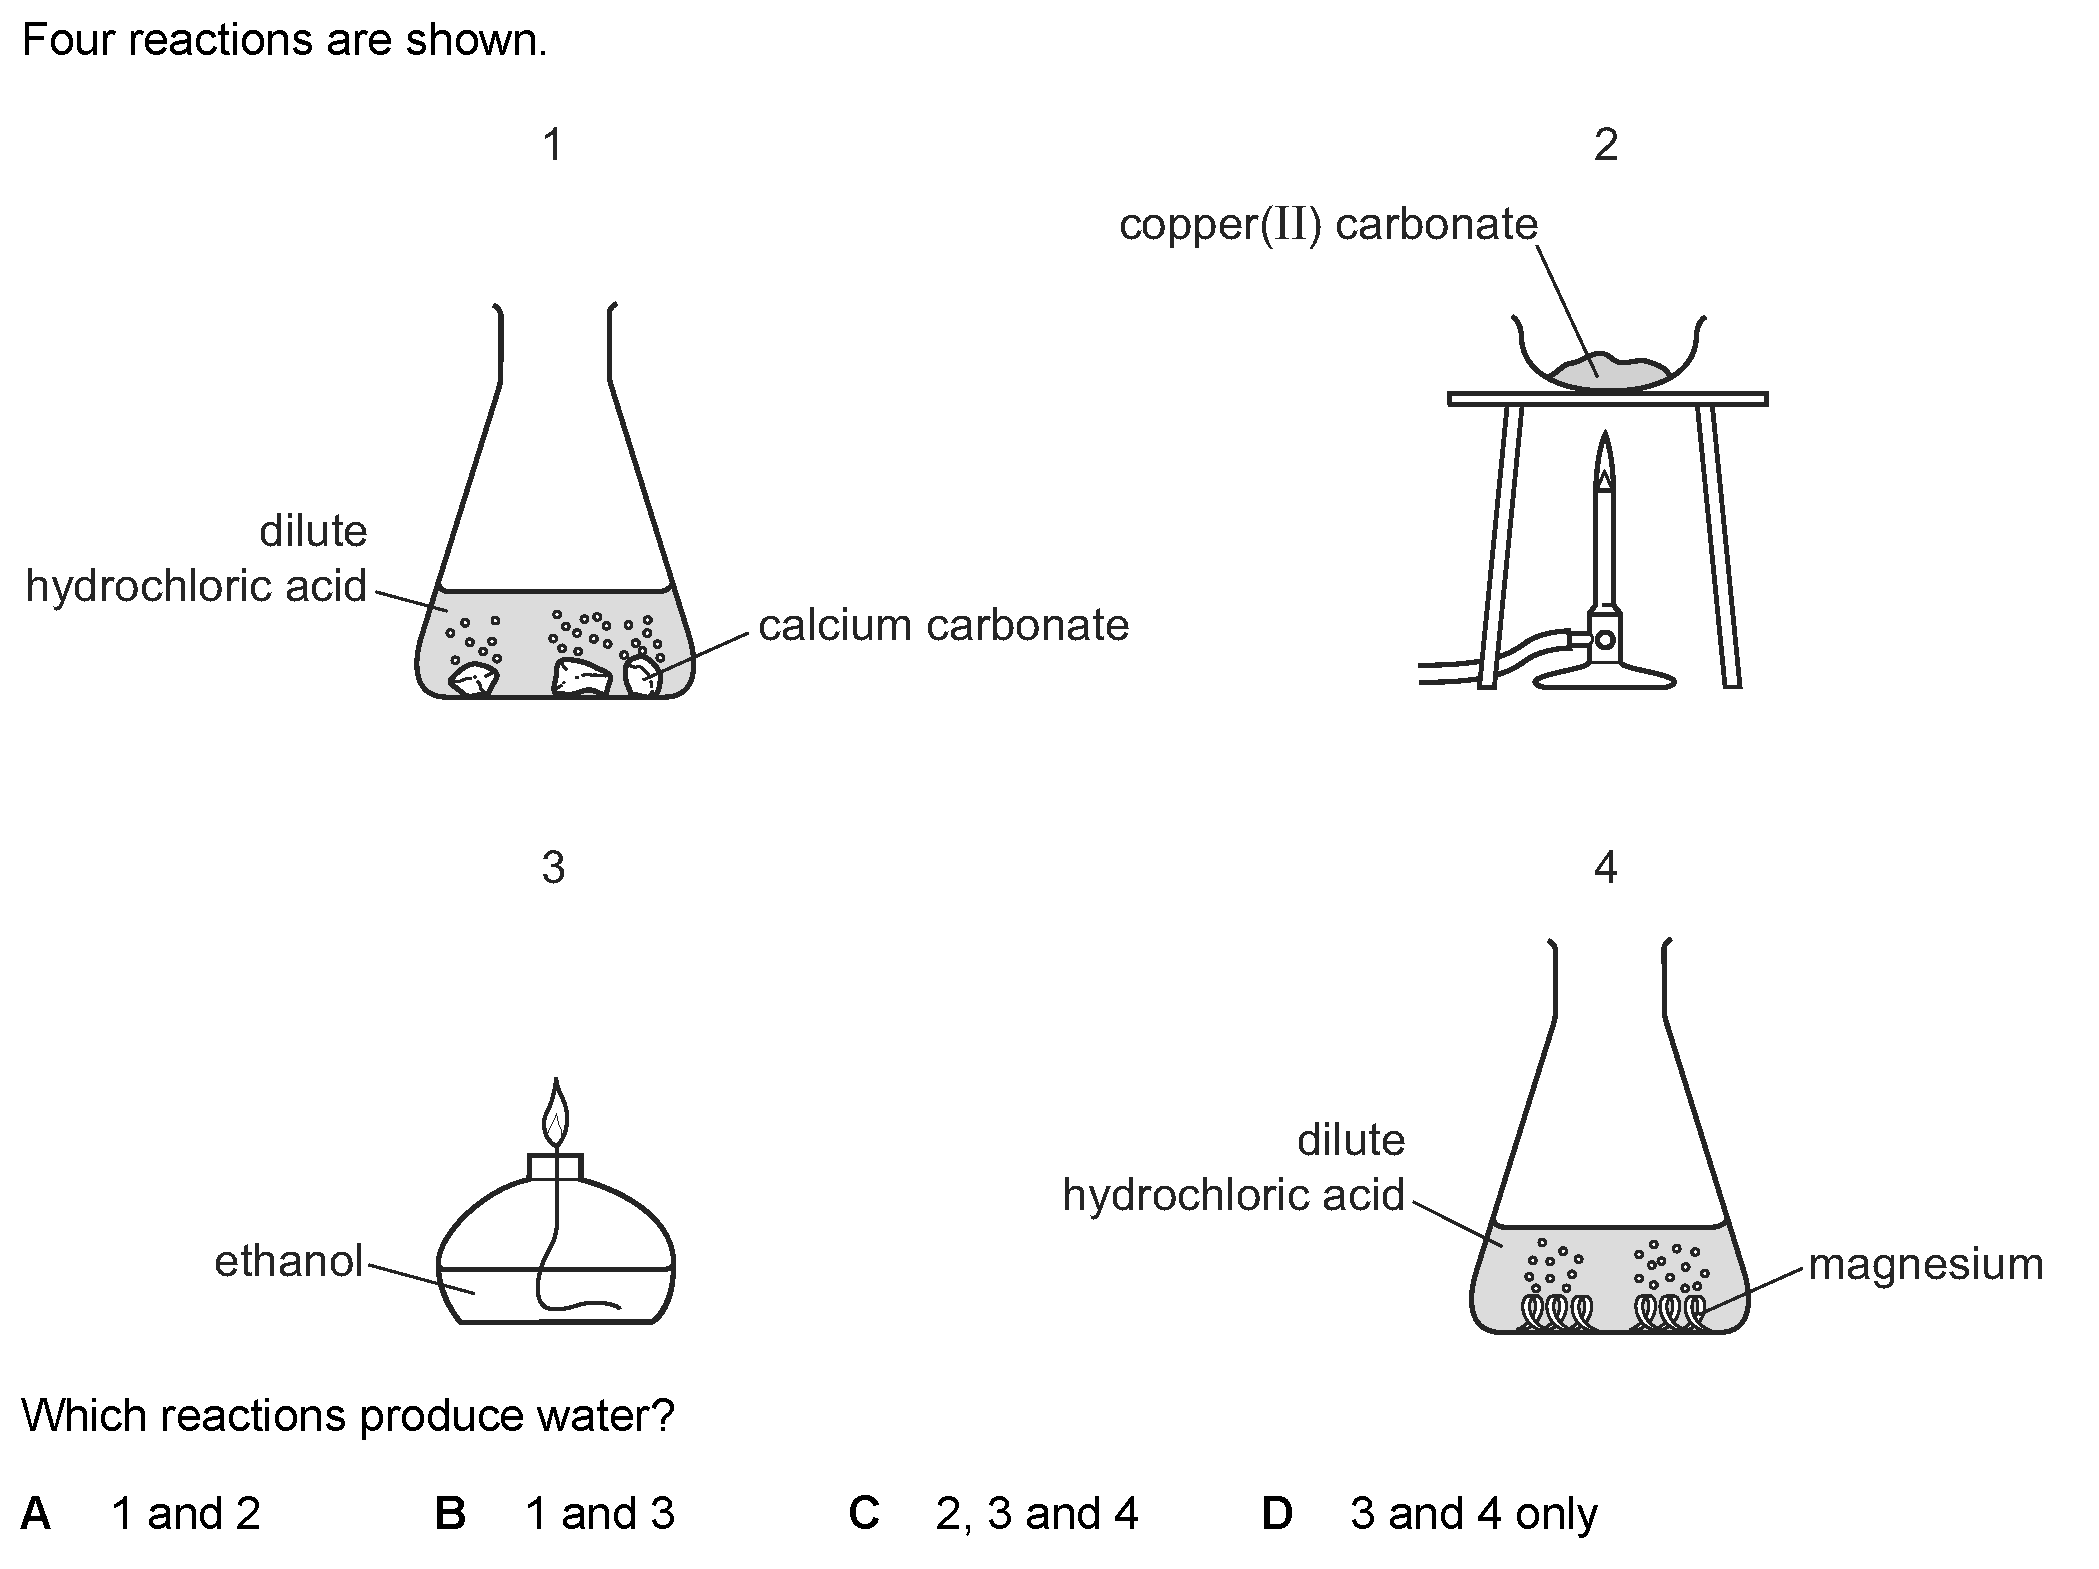 Four reactions are shown.
1
2
copper(II) carbonate
dilute
hydrochloric acid
calcium carbonate
3
4
ethanol
dilute
hydrochloric acid
magnesium
Which reactions produce water?
A 1 and 2 B 1 and 3 C 2, 3 and 4 D 3 and 4 only